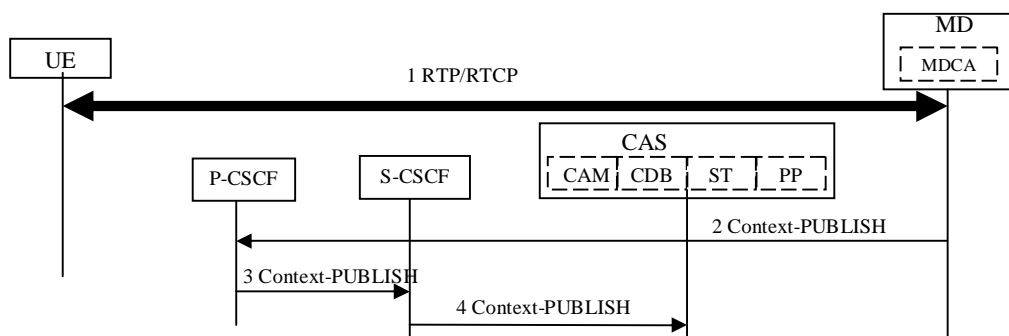 MD
UE
MDCA
1 RTP/RTCP
CAS
P-CSCF
S-CSCF
CAM CDB ST PP
2 Context-PUBLISH
3 Context-PUBLISH
4 Context-PUBLISH